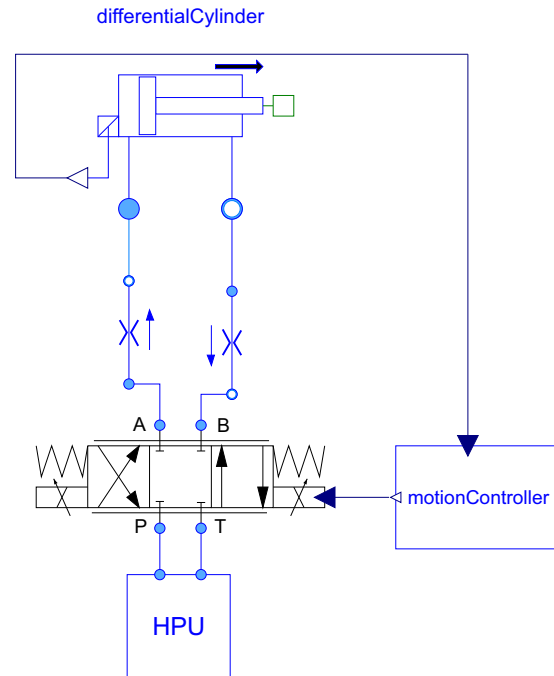 differentialCylinder
A B
motionController
P T
HPU